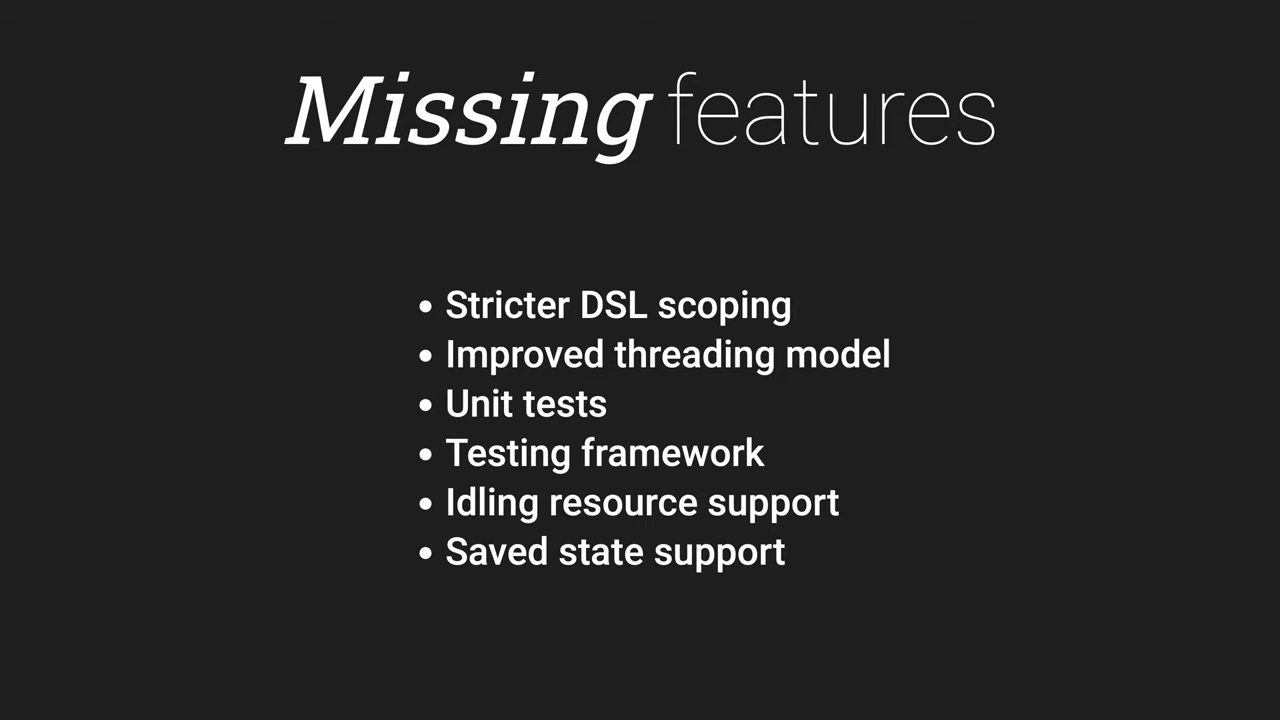 Missing features
• Stricter DSL scoping
• Improved threading model
• Unit tests
• Testing framework
• Idling resource support
• Saved state support